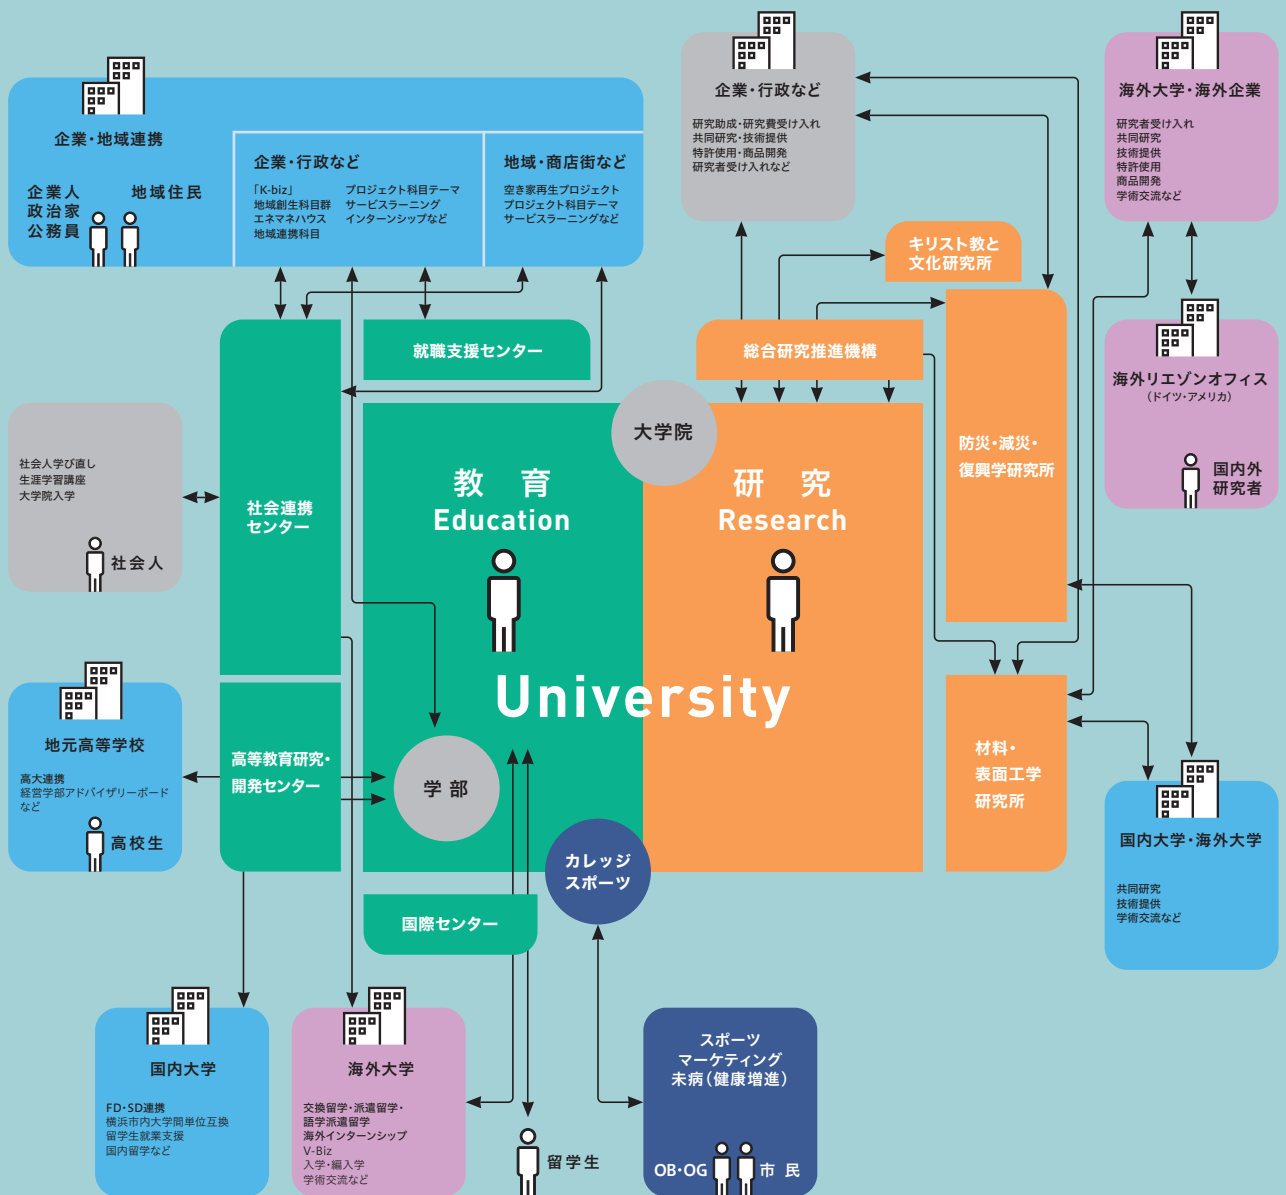 企業・地域連携
企業人
政治家
公務員
地域住民
企業・行政など
「K-biz」
地域創生科目群
エネマネハウス
地域連携科目
プロジェクト科目テーマ
サービスラーニング
インターンシップなど
地域・商店街など
空き家再生プロジェクト
プロジェクト科目テーマ
サービスラーニングなど
企業・行政など
研究助成・研究費受け入れ
共同研究・技術提供
特許使用・商品開発
研究者受け入れなど
海外大学・海外企業
研究者受け入れ
共同研究
技術提供
特許使用
商品開発
学術交流など
キリスト教と
文化研究所
就職支援センター
総合研究推進機構
海外リエゾンオフィス
（ドイツ・アメリカ）
国内外
研究者
防災・減災・
復興学研究所
大学院
社会人学び直し
生涯学習講座
大学院入学
社会人
社会連携
センター
教 育
Education
研 究
Research
University
地元高等学校
高大連携
経営学部アドバイザリーボード
など
高校生
高等教育研究・
開発センター
学 部
材料・
表面工学
研究所
カレッジ
スポーツ
国内大学・海外大学
共同研究
技術提供
学術交流など
国際センター
国内大学
FD・SD連携
横浜市内大学間単位互換
留学生就業支援
国内留学など
海外大学
交換留学・派遣留学・
語学派遣留学
海外インターンシップ
V-Biz
入学・編入学
学術交流など
留学生
スポーツ
マーケティング
未病（健康増進）
OB・OG
市 民